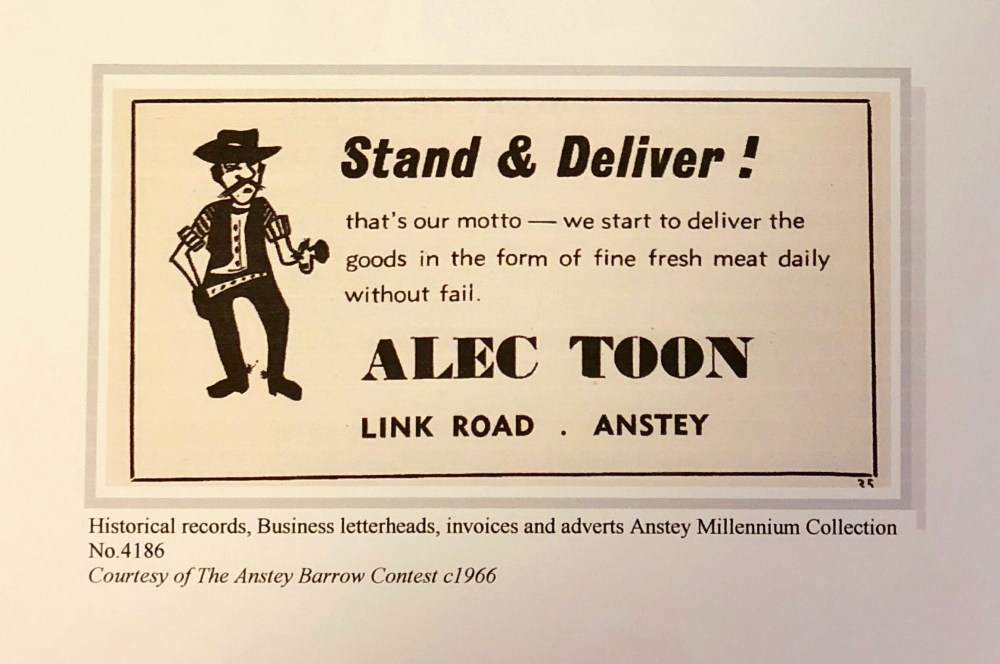 Stand & Deliver !
that's our motto — we start to deliver the
goods in the form of fine fresh meat daily
without fail.
ALEC TOON
LINK ROAD . ANSTEY
35
Historical records, Business letterheads, invoices and adverts Anstey Millennium Collection
No.4186
Courtesy of The Anstey Barrow Contest c1966